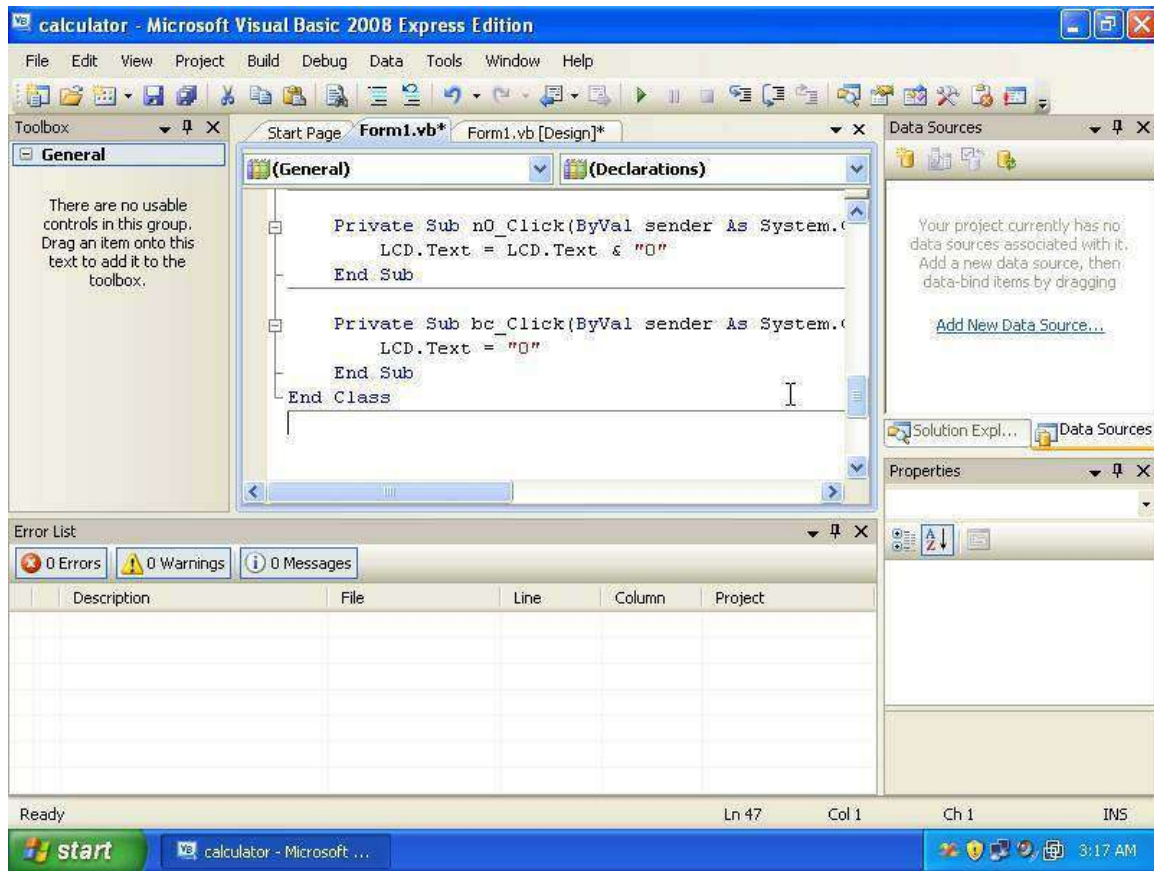 calculator - Microsoft Visual Basic 2008 Express Edition
File Edit View Project Build Debug Data Tools Window Help
Toolbox
General
There are no usable
controls in this group.
Drag an item onto this
text to add it to the
toolbox.
Start Page Form1.vb* Form1.vb [Design]*
(General) (Declarations)
Private Sub n0_Click(ByVal sender As System.
LCD.Text = LCD.Text & "0"
End Sub
Private Sub bc_Click(ByVal sender As System.
LCD.Text = "0"
End Sub
End Class
Data Sources
Your project currently has no
data sources associated with it.
Add a new data source, then
data-bind items by dragging
Add New Data Source...
Solution Expl... Data Sources
Properties
Error List
0 Errors 0 Warnings 0 Messages
Description File Line Column Project
Ready Ln 47 Col 1 Ch 1 INS
start calculator - Microsoft ... 3:17 AM